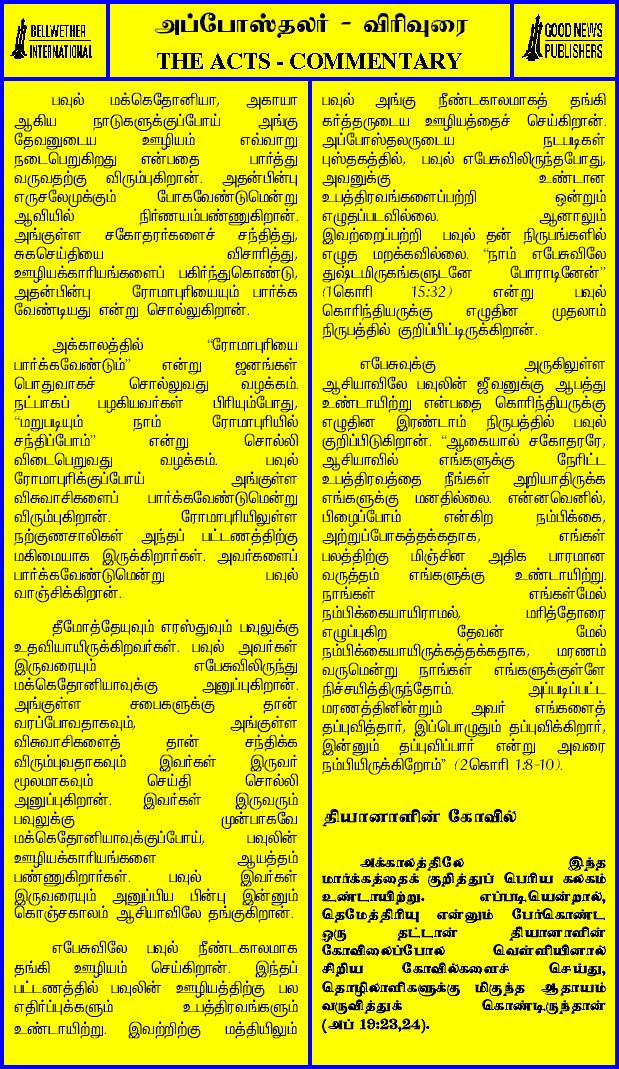 BELLWETHER
INTERNATIONAL
அப்போஸ்தலர் - விரிவுரை
THE ACTS - COMMENTARY
GOOD NEWS
PUBLISHERS
பவுல் மக்கெதோனியா, அகாயா
ஆகிய நாடுகளுக்குப்போய் அங்கு
தேவனுடைய ஊழியம் எவ்வாறு
நடைபெறுகிறது என்பதை பார்த்து
வருவதற்கு விரும்புகிறான். அதன்பின்பு
எருசலேமுக்கும் போகவேண்டுமென்று
ஆவியில் நிர்ணயம்பண்ணுகிறான்.
அங்குள்ள சகோதரர்களைச் சந்தித்து,
சுகசெய்தியை விசாரித்து,
ஊழியக்காரியங்களைப் பகிர்ந்துகொண்டு,
அதன்பின்பு ரோமாபுரியையும் பார்க்க
வேண்டியது என்று சொல்லுகிறான்.
அக்காலத்தில் “ரோமாபுரியை
பார்க்கவேண்டும்” என்று ஜனங்கள்
பொதுவாகச் சொல்லுவது வழக்கம்.
நட்பாகப் பழகியவர்கள் பிரியும்போது,
“மறுபடியும் நாம் ரோமாபுரியில்
சந்திப்போம்” என்று சொல்லி
விடைபெறுவது வழக்கம். பவுல்
ரோமாபுரிக்குப்போய் அங்குள்ள
விசுவாசிகளைப் பார்க்கவேண்டுமென்று
விரும்புகிறான். ரோமாபுரியிலுள்ள
நற்குணசாலிகள் அந்தப் பட்டணத்திற்கு
மகிமையாக இருக்கிறார்கள். அவர்களைப்
பார்க்கவேண்டுமென்று பவுல்
வாஞ்சிக்கிறான்.
தீமோத்தேயுவும் எரஸ்துவும் பவுலுக்கு
உதவியாயிருக்கிறவர்கள். பவுல் அவர்கள்
இருவரையும் எபேசுவிலிருந்து
மக்கெதோனியாவுக்கு அனுப்புகிறான்.
அங்குள்ள சபைகளுக்கு தான்
வரப்போவதாகவும், அங்குள்ள
விசுவாசிகளைத் தான் சந்திக்க
விரும்புவதாகவும் இவர்கள் இருவர்
மூலமாகவும் செய்தி சொல்லி
அனுப்புகிறான். இவர்கள் இருவரும்
பவுலுக்கு முன்பாகவே
மக்கெதோனியாவுக்குப்போய், பவுலின்
ஊழியக்காரியங்களை ஆயத்தம்
பண்ணுகிறார்கள். பவுல் இவர்கள்
இருவரையும் அனுப்பிய பின்பு இன்னும்
கொஞ்சகாலம் ஆசியாவிலே தங்குகிறான்.
எபேசுவிலே பவுல் நீண்டகாலமாக
தங்கி ஊழியம் செய்கிறான். இந்தப்
பட்டணத்தில் பவுலின் ஊழியத்திற்கு பல
எதிர்ப்புக்களும் உபத்திரவங்களும்
உண்டாயிற்று. இவற்றிற்கு மத்தியிலும்
பவுல் அங்கு நீண்டகாலமாகத் தங்கி
கர்த்தருடைய ஊழியத்தைச் செய்கிறான்.
அப்போஸ்தலருடைய நடபடிகள்
புஸ்தகத்தில், பவுல் எபேசுவிலிருந்தபோது,
அவனுக்கு உண்டான
உபத்திரவங்களைப்பற்றி ஒன்றும்
எழுதப்படவில்லை. ஆனாலும்
இவற்றைப்பற்றி பவுல் தன் நிருபங்களில்
எழுத மறக்கவில்லை. “நாம் எபேசுவிலே
துஷ்டமிருகங்களுடனே போராடினேன்”
(1கொரி 15:32) என்று பவுல்
கொரிந்தியருக்கு எழுதின முதலாம்
நிருபத்தில் குறிப்பிட்டிருக்கிறான்.
எபேசுவுக்கு அருகிலுள்ள
ஆசியாவிலே பவுலின் ஜீவனுக்கு ஆபத்து
உண்டாயிற்று என்பதை கொரிந்தியருக்கு
எழுதின இரண்டாம் நிருபத்தில் பவுல்
குறிப்பிடுகிறான். “ஆகையால் சகோதரரே,
ஆசியாவில் எங்களுக்கு நேரிட்ட
உபத்திரவத்தை நீங்கள் அறியாதிருக்க
எங்களுக்கு மனதில்லை. என்னவெனில்,
பிழைப்போம் என்கிற நம்பிக்கை,
அற்றுப்போகத்தக்கதாக, எங்கள்
பலத்திற்கு மிஞ்சின அதிக பாரமான
வருத்தம் எங்களுக்கு உண்டாயிற்று.
நாங்கள் எங்கள்மேல்
நம்பிக்கையாயிராமல், மரித்தோரை
எழுப்புகிற தேவன் மேல்
நம்பிக்கையாயிருக்கத்தக்கதாக, மரணம்
வருமென்று நாங்கள் எங்களுக்குள்ளே
நிச்சயித்திருந்தோம். அப்படிப்பட்ட
மரணத்தினின்றும் அவர் எங்களைத்
தப்புவித்தார், இப்பொழுதும் தப்புவிக்கிறார்,
இன்னும் தப்புவிப்பார் என்று அவரை
நம்பியிருக்கிறோம்” (2கொரி 1:8-10).
தியானாளின் கோவில்
அக்காலத்திலே இந்த
மார்க்கத்தைக் குறித்துப் பெரிய கலகம்
உண்டாயிற்று. எப்படியென்றால்,
தெமேத்திரியு என்னும் பேர்கொண்ட
ஒரு தட்டான் தியானாளின்
கோவிலைப்போல வெள்ளியினால்
சிறிய கோவில்களைச் செய்து,
தொழிலாளிகளுக்கு மிகுந்த ஆதாயம்
வருவித்துக் கொண்டிருந்தான்
(அப் 19:23,24).